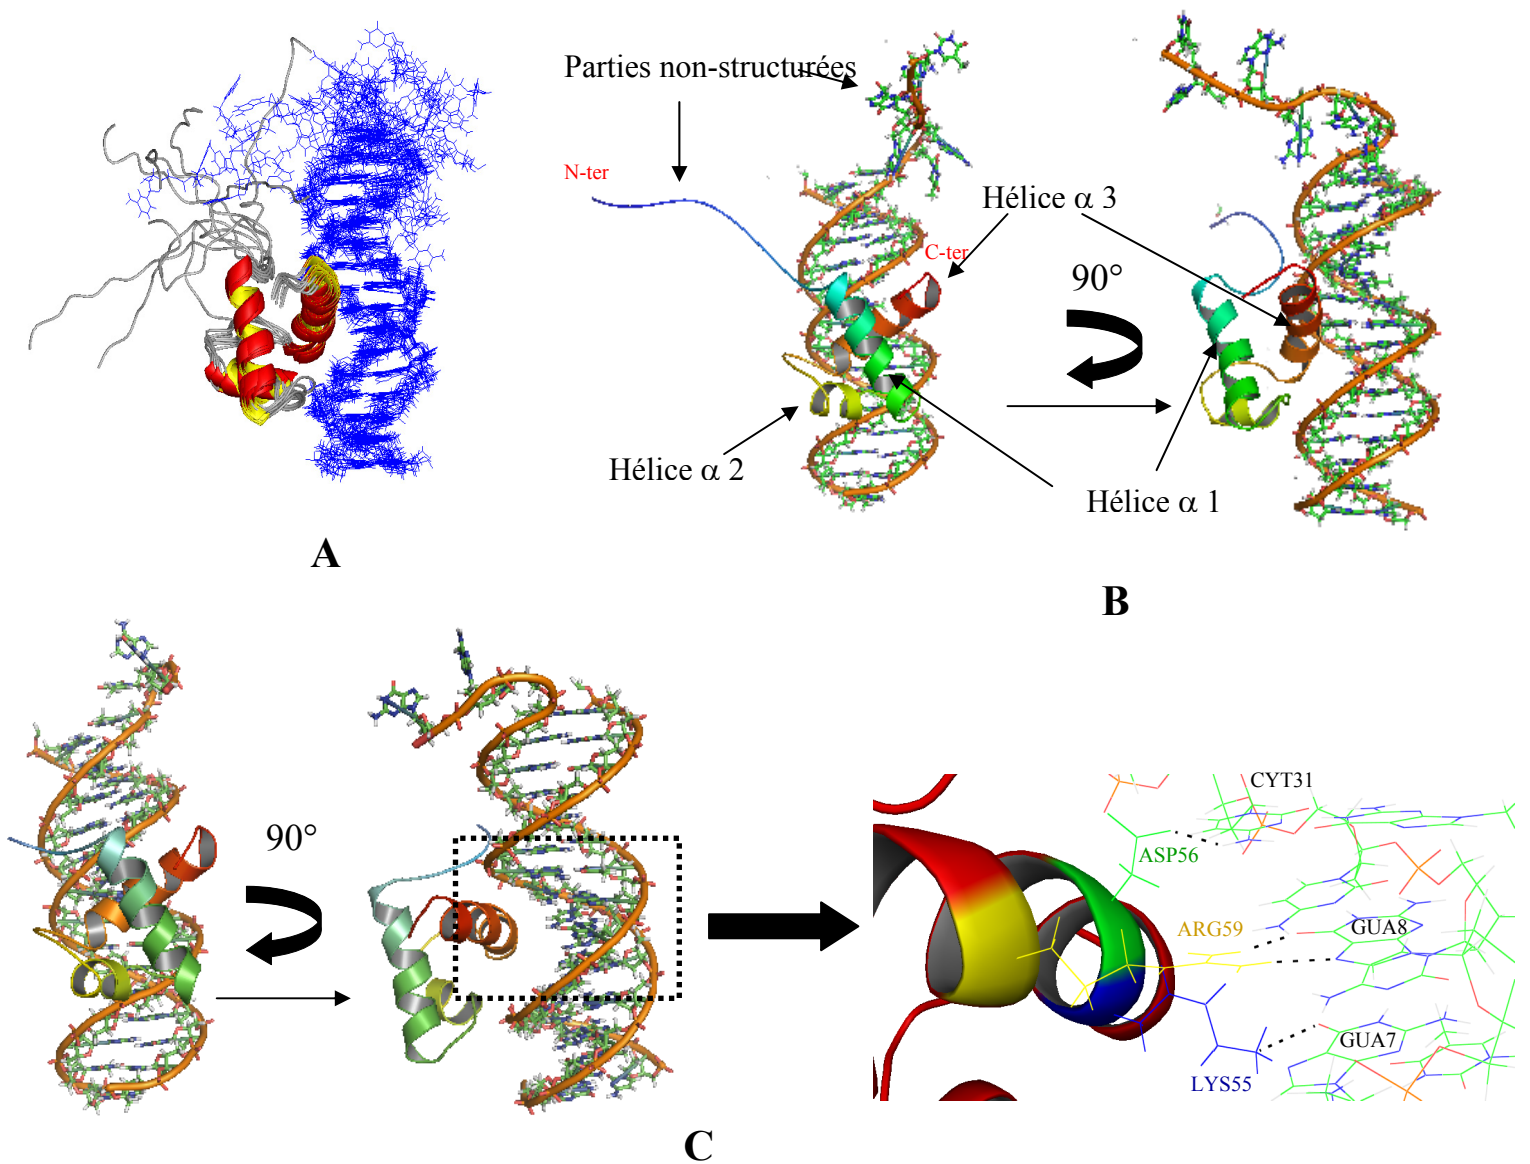 Parties non-structurées
N-ter
Hélice α 3
C-ter
90°
Hélice α 2
Hélice α 1
A
B
90°
CYT31
ASP56
ARG59
GUA8
GUA7
LYS55
C